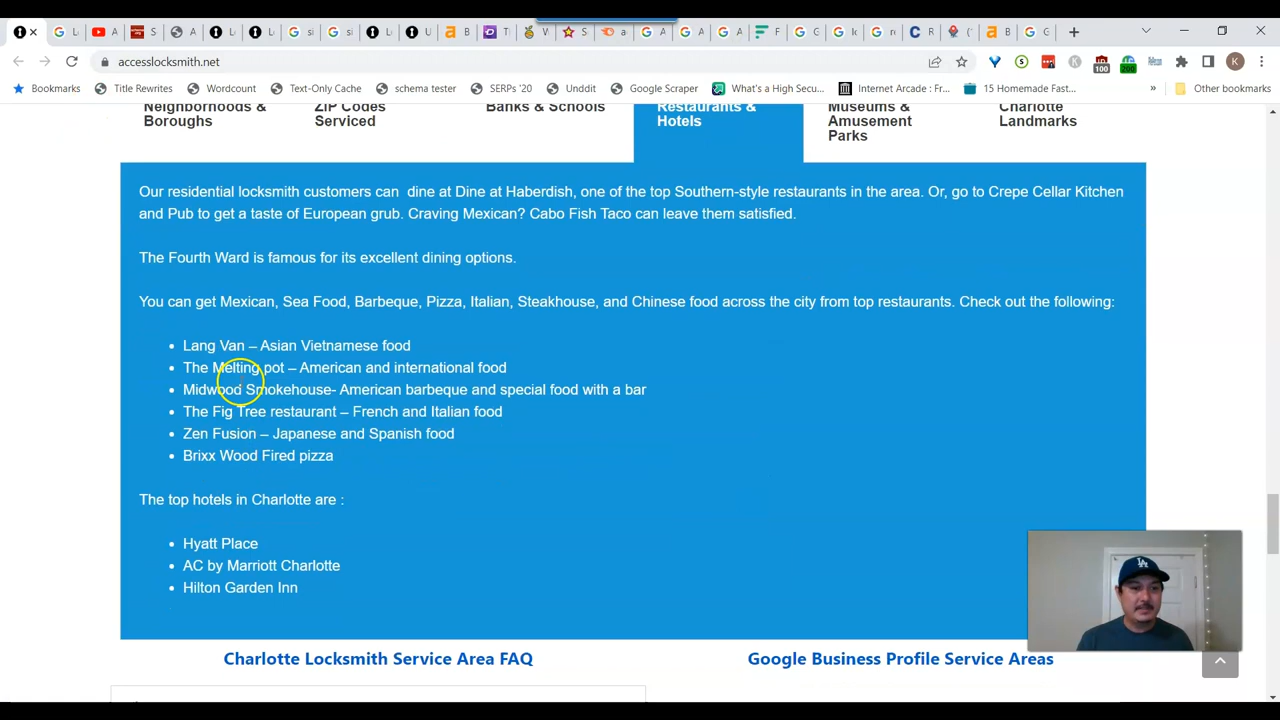 L
A
S
A
L
L
si
si
L
U
B
T
W
S
a
A
A
A
F
G
k
r
R
('
B
G
accesslocksmith.net
100
200
K
Bookmarks
Title Rewrites
Wordcount
Text-Only Cache
schema tester
SERPs '20
Unddit
Google Scraper
What's a High Secu...
Internet Arcade : Fr...
15 Homemade Fast...
»
Other bookmarks
Neighborhoods &
Boroughs
ZIP Codes
Serviced
Banks & Schools
Restaurants &
Hotels
Museums &
Amusement
Parks
Charlotte
Landmarks
Our residential locksmith customers can dine at Dine at Haberdish, one of the top Southern-style restaurants in the area. Or, go to Crepe Cellar Kitchen
and Pub to get a taste of European grub. Craving Mexican? Cabo Fish Taco can leave them satisfied.
The Fourth Ward is famous for its excellent dining options.
You can get Mexican, Sea Food, Barbeque, Pizza, Italian, Steakhouse, and Chinese food across the city from top restaurants. Check out the following:
• Lang Van – Asian Vietnamese food
• The Melting pot – American and international food
• Midwood Smokehouse- American barbeque and special food with a bar
• The Fig Tree restaurant – French and Italian food
• Zen Fusion – Japanese and Spanish food
• Brixx Wood Fired pizza
The top hotels in Charlotte are :
• Hyatt Place
• AC by Marriott Charlotte
• Hilton Garden Inn
LA
Charlotte Locksmith Service Area FAQ
Google Business Profile Service Areas